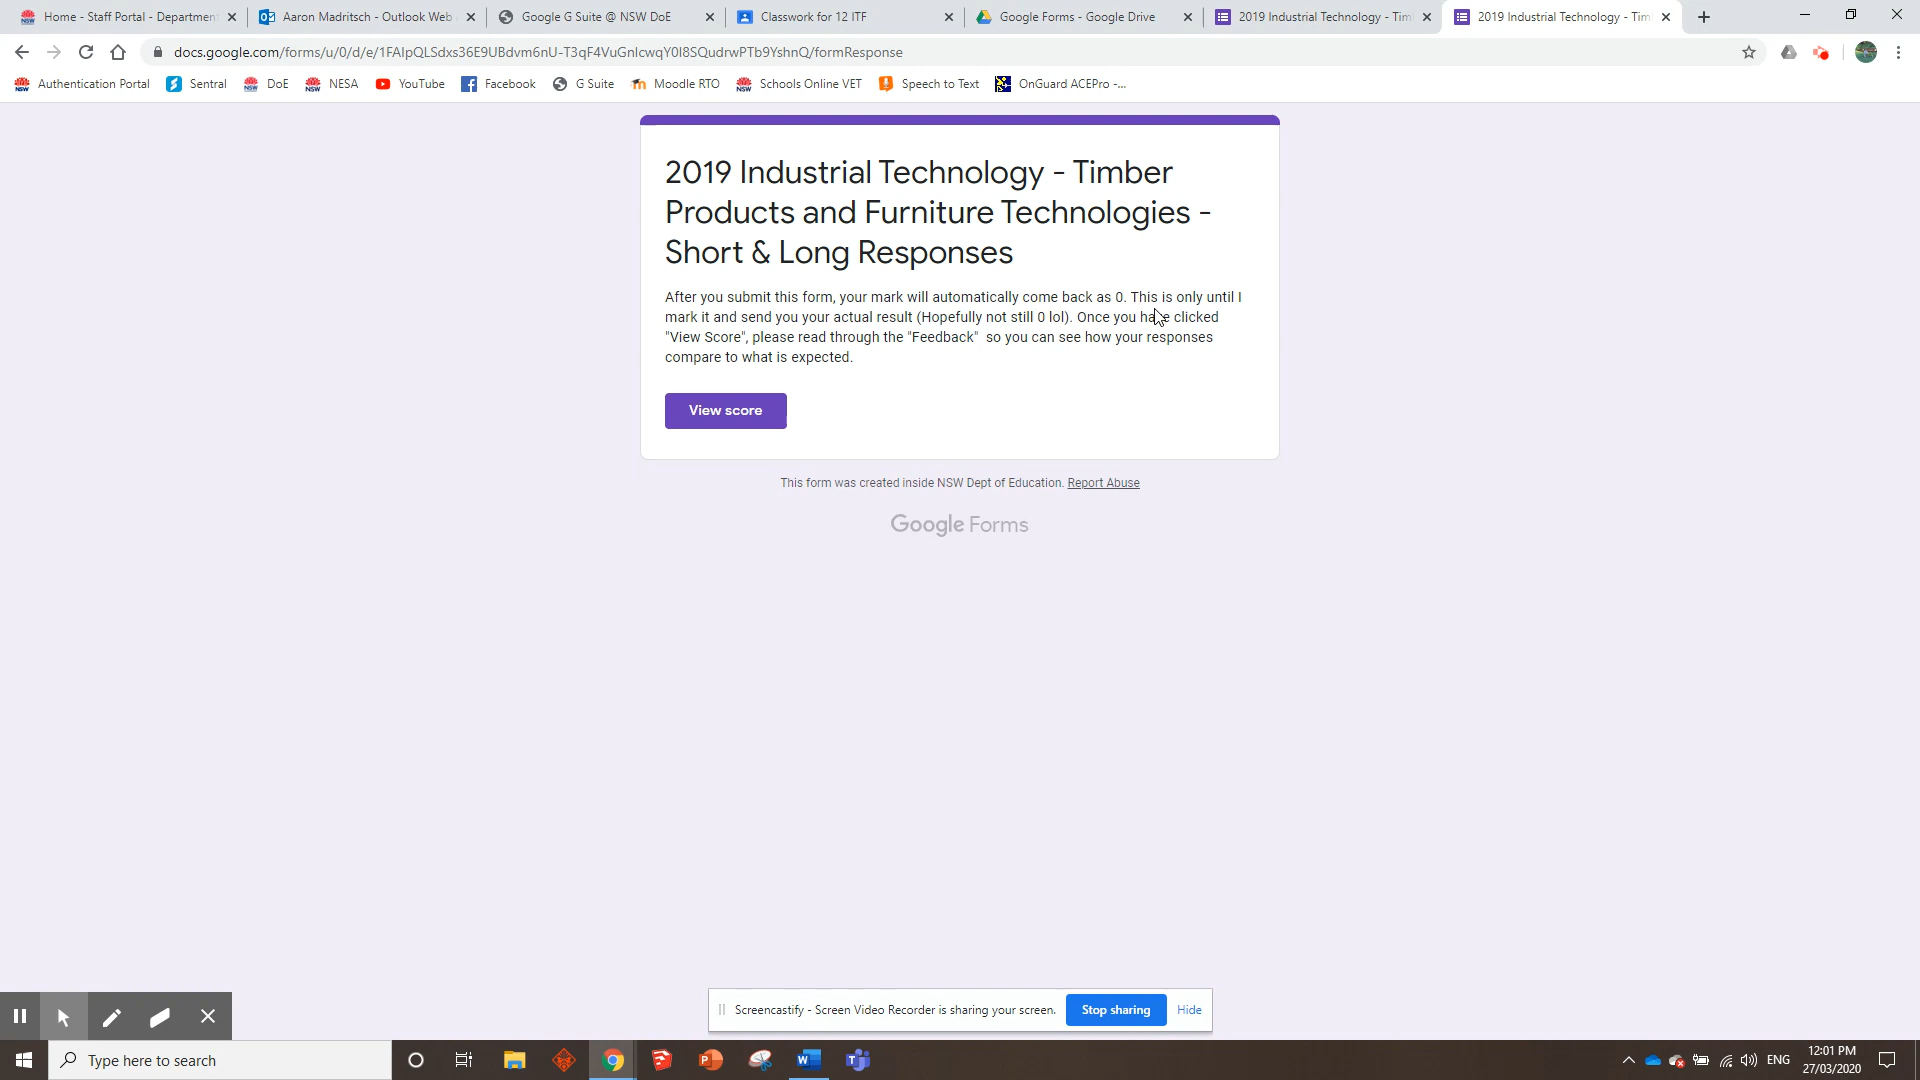 Home - Staff Portal - Department
Aaron Madritsch - Outlook Web
Google G Suite @ NSW DoE
Classwork for 12 ITF
Google Forms - Google Drive
2019 Industrial Technology - Tim
2019 Industrial Technology - Tim
docs.google.com/forms/u/0/d/e/1FAIpQLSdxs36E9UBdvm6nU-T3qF4VuGnlcwqY0I8SQudrwPTb9YshnQ/formResponse
Authentication Portal
Sentral
DoE
NESA
YouTube
Facebook
G Suite
Moodle RTO
Schools Online VET
Speech to Text
OnGuard ACEPro -...
2019 Industrial Technology - Timber
Products and Furniture Technologies -
Short & Long Responses
After you submit this form, your mark will automatically come back as 0. This is only until I
mark it and send you your actual result (Hopefully not still 0 lol). Once you have clicked
"View Score", please read through the "Feedback"  so you can see how your responses
compare to what is expected.
View score
This form was created inside NSW Dept of Education. Report Abuse
Google Forms
Screencastify - Screen Video Recorder is sharing your screen.
Stop sharing
Hide
Type here to search
ENG
12:01 PM
27/03/2020